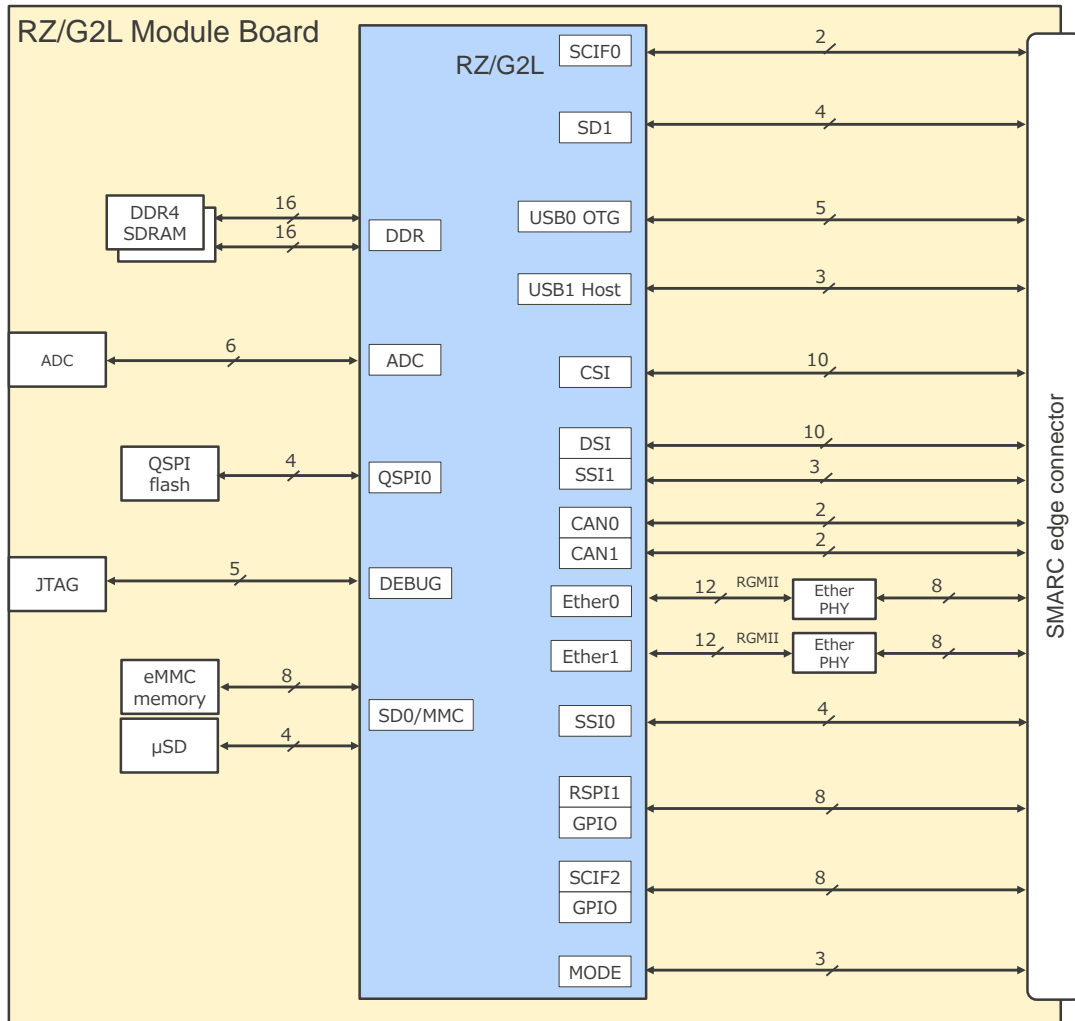 RZ/G2L Module Board
RZ/G2L
SCIF0
2
SD1
4
DDR4
SDRAM
16
16
DDR
USB0 OTG
5
USB1 Host
3
ADC
6
ADC
CSI
10
DSI
10
SSI1
3
QSPI
flash
4
QSPI0
CAN0
2
CAN1
2
JTAG
5
DEBUG
Ether0
12
RGMII
Ether
PHY
8
Ether1
12
RGMII
Ether
PHY
8
eMMC
memory
8
SD0/MMC
µSD
4
SSI0
4
RSPI1
GPIO
8
SCIF2
GPIO
8
MODE
3
SMARC edge connector